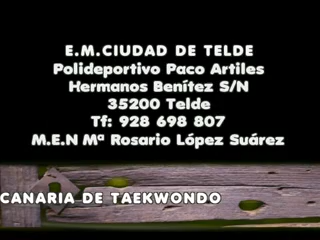 E.M.CIUDAD DE TELDE
Polideportivo Paco Artiles
Hermanos Benítez S/N
35200 Telde
Tf: 928 698 807
M.E.N Mª Rosario López Suárez
CANARIA DE TAEKWONDO